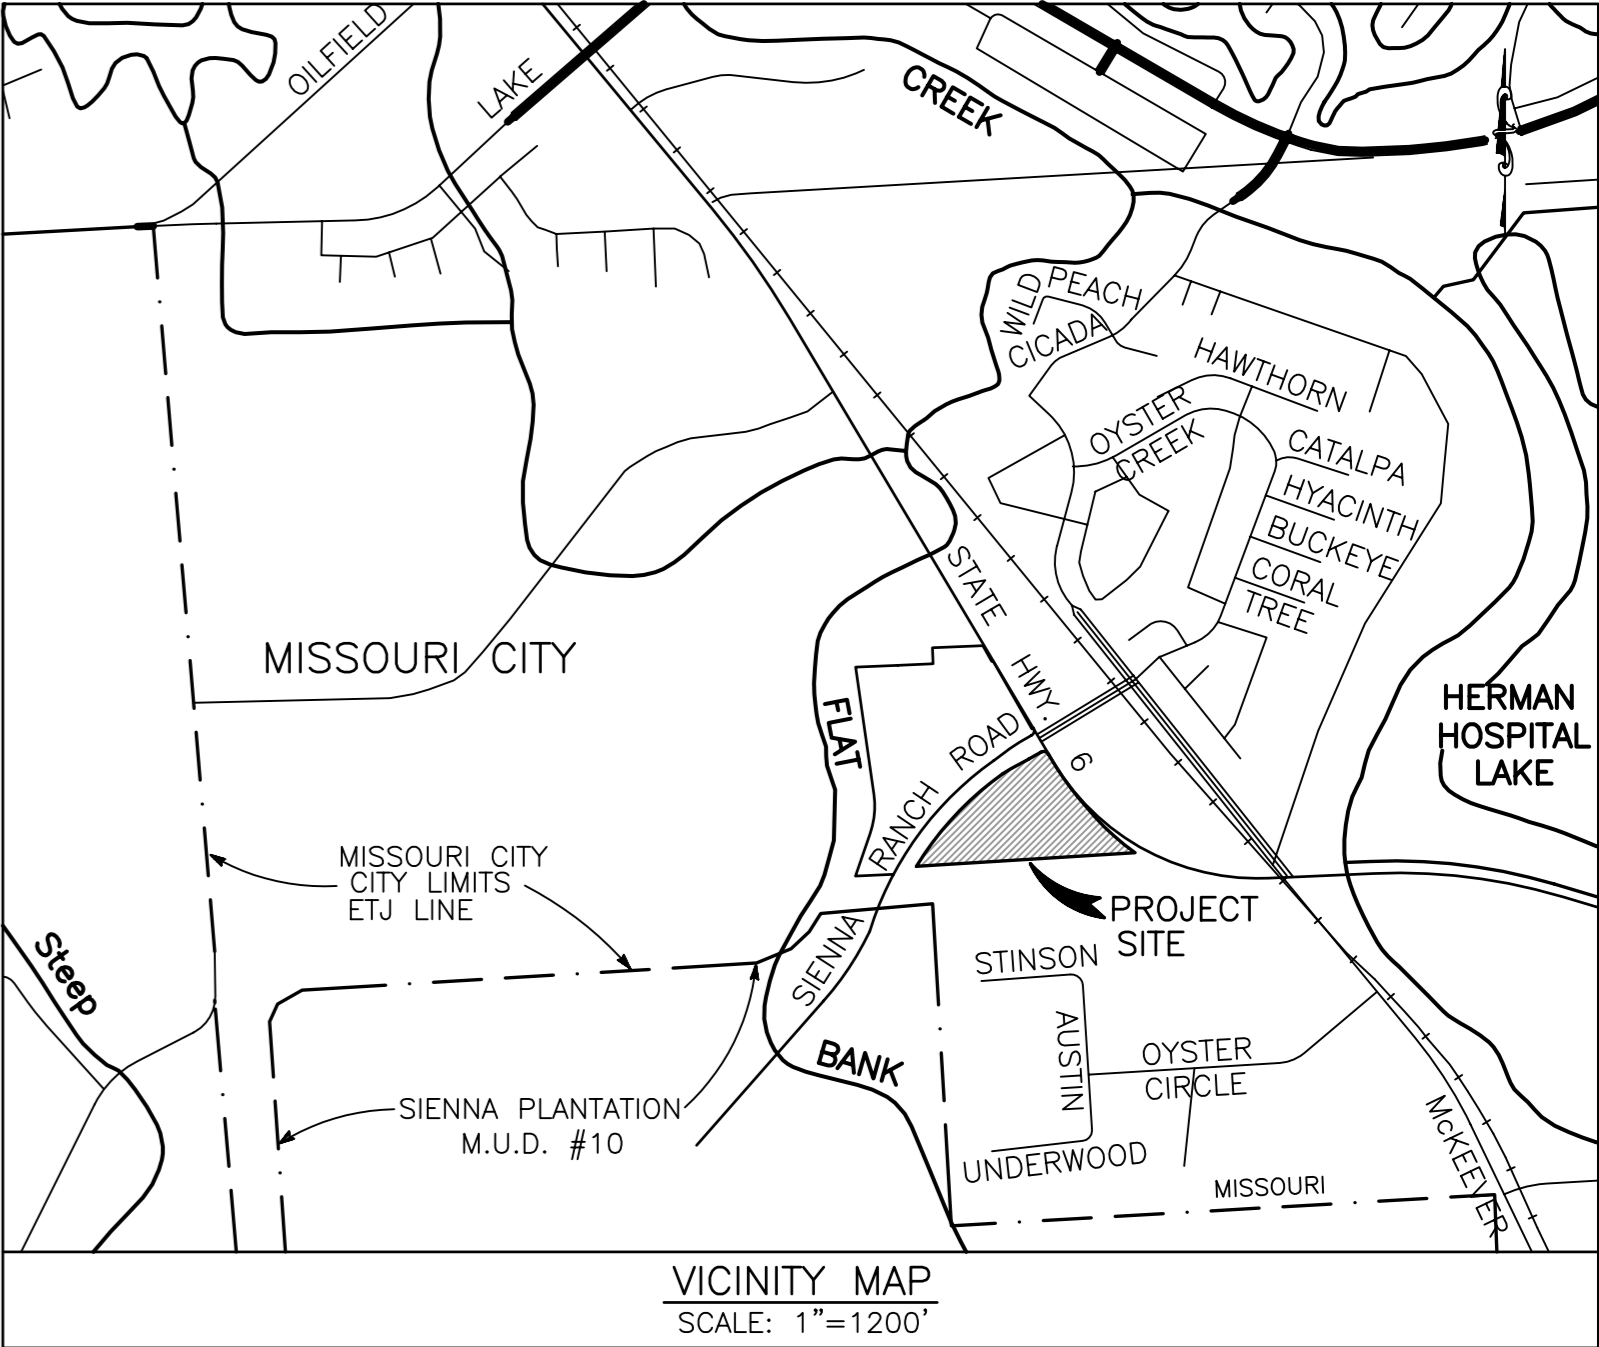 OILFIELD
LAKE
CREEK
WILD
PEACH
CICADA
HAWTHORN
OYSTER
CREEK
CATALPA
HYACINTH
BUCKEYE
CORAL
TREE
STATE
HWY.
6
MISSOURI CITY
FLAT
RANCH
ROAD
HERMAN
HOSPITAL
LAKE
MISSOURI CITY
CITY LIMITS
ETJ LINE
PROJECT
SITE
Steep
SIENNA
STINSON
AUSTIN
OYSTER
CIRCLE
BANK
SIENNA PLANTATION
M.U.D. #10
UNDERWOOD
MISSOURI
McKEEVER
VICINITY MAP
SCALE: 1"=1200'